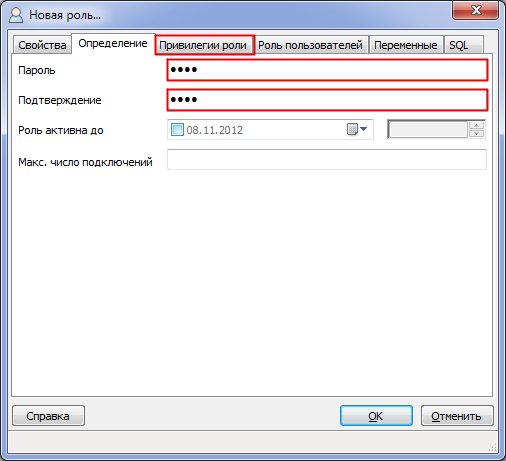 Новая роль...
Свойства Определение Привилегии роли Роль пользователей Переменные SQL
Пароль ••••
Подтверждение ••••
Роль активна до 08.11.2012
Макс. число подключений
Справка OK Отменить